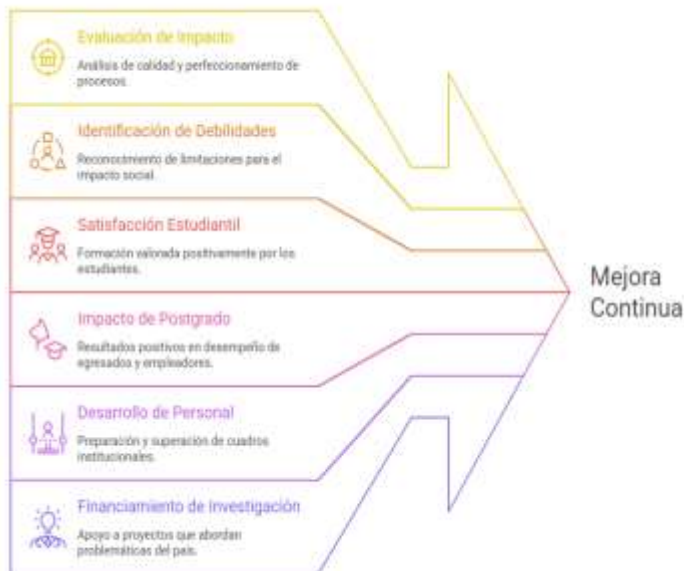 Evaluación de Impacto
Análisis de calidad y perfeccionamiento de
procesos.
Identificación de Debilidades
Reconocimiento de limitaciones para el
impacto social.
Satisfacción Estudiantil
Formación valorada positivamente por los
estudiantes.
Mejora
Continua
Impacto de Postgrado
Resultados positivos en desempeño de
egresados y empleadores.
Desarrollo de Personal
Preparación y superación de cuadros
institucionales.
Financiamiento de Investigación
Apoyo a proyectos que abordan
problemáticas del país.